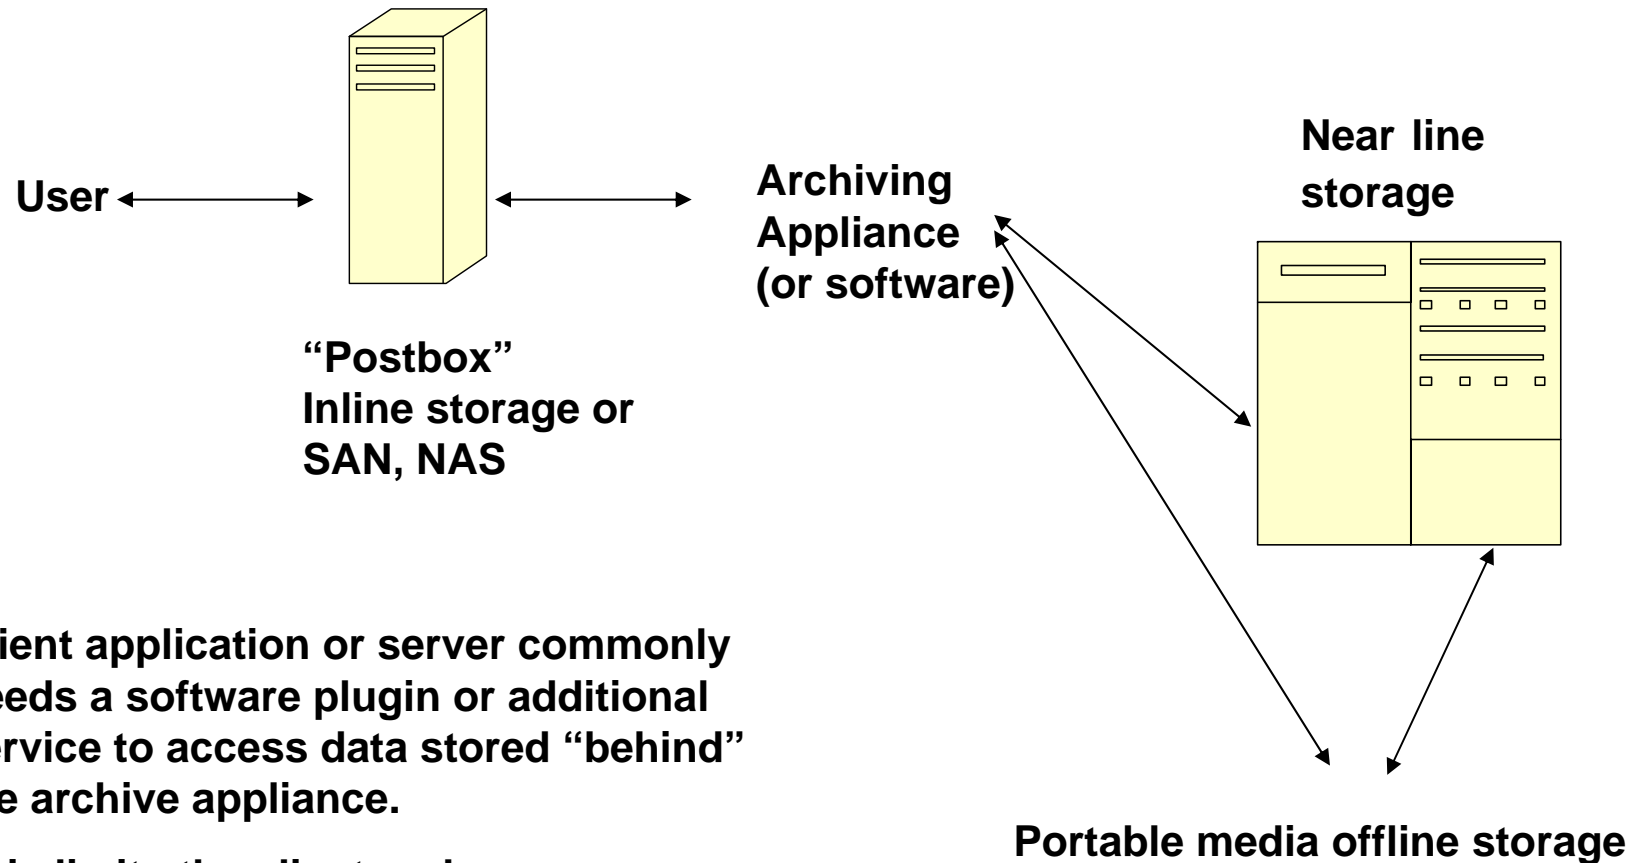 User
“Postbox”
Inline storage or
SAN, NAS
Archiving
Appliance
(or software)
Near line
storage
ient application or server commonly
eeds a software plugin or additional
ervice to access data stored “behind”
e archive appliance.
Portable media offline storage